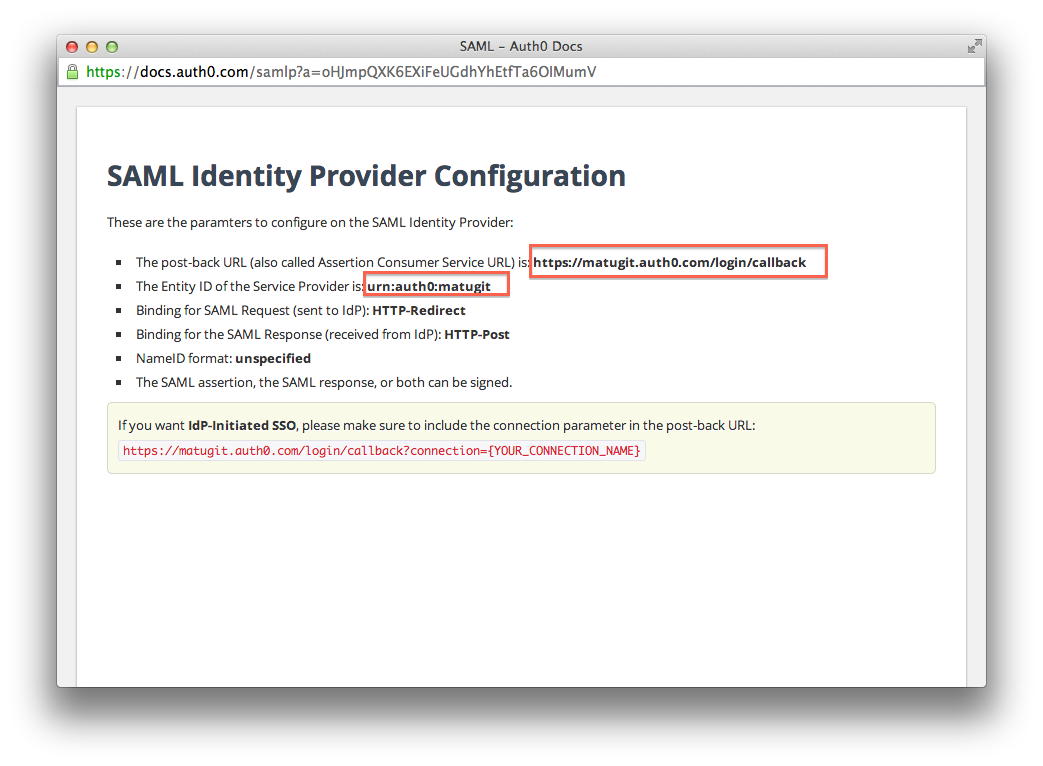 SAML – Auth0 Docs
https://docs.auth0.com/samlp?a=oHJmpQXK6EXiFeUGdhYhEtfTa6OIMumV
SAML Identity Provider Configuration
These are the paramters to configure on the SAML Identity Provider:
The post-back URL (also called Assertion Consumer Service URL) is: https://matugit.auth0.com/login/callback
The Entity ID of the Service Provider is: urn:auth0:matugit
Binding for SAML Request (sent to IdP): HTTP-Redirect
Binding for the SAML Response (received from IdP): HTTP-Post
NameID format: unspecified
The SAML assertion, the SAML response, or both can be signed.
If you want IdP-Initiated SSO, please make sure to include the connection parameter in the post-back URL:
https://matugit.auth0.com/login/callback?connection={YOUR_CONNECTION_NAME}